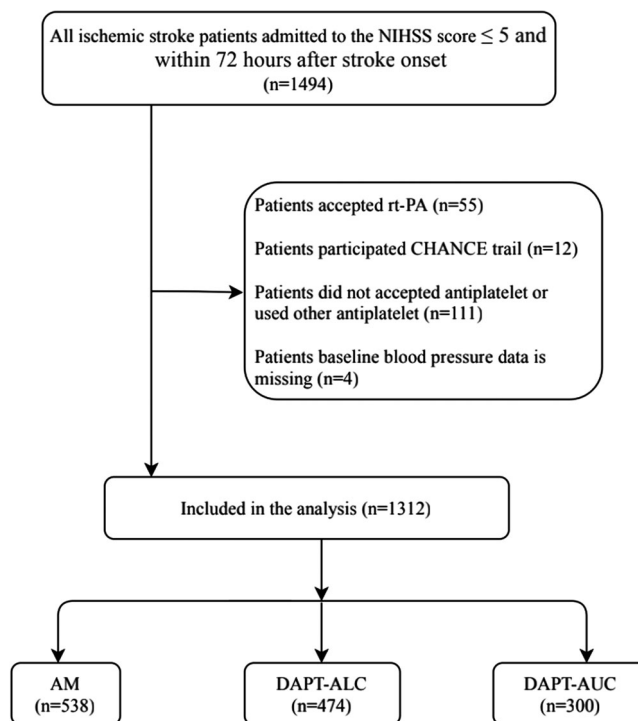 All ischemic stroke patients admitted to the NIHSS score ≤ 5 and
within 72 hours after stroke onset
(n=1494)
Patients accepted rt-PA (n=55)
Patients participated CHANCE trail (n=12)
Patients did not accepted antiplatelet or
used other antiplatelet (n=111)
Patients baseline blood pressure data is
missing (n=4)
Included in the analysis (n=1312)
AM
(n=538)
DAPT-ALC
(n=474)
DAPT-AUC
(n=300)